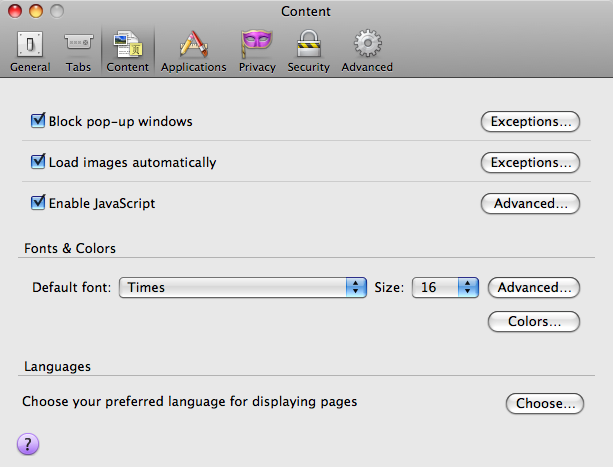 Content
General Tabs Content Applications Privacy Security Advanced
Block pop-up windows Exceptions...
Load images automatically Exceptions...
Enable JavaScript Advanced...
Fonts & Colors
Default font: Times Size: 16 Advanced...
Colors...
Languages
Choose your preferred language for displaying pages Choose...
?